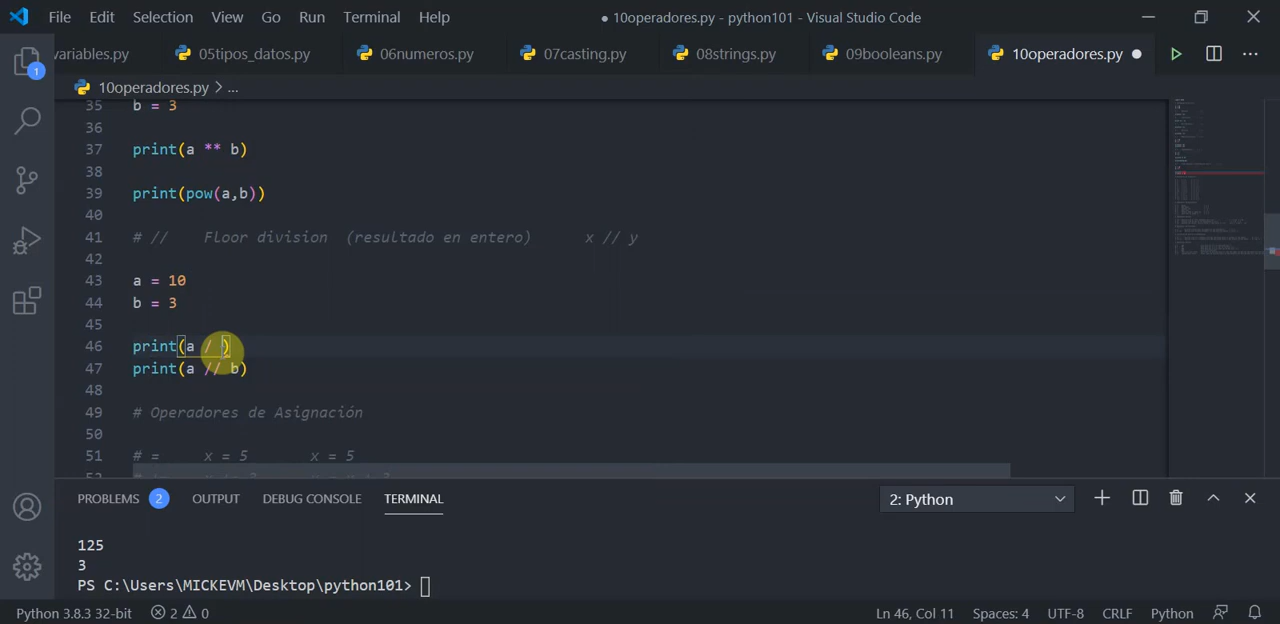 File Edit Selection View Go Run Terminal Help ● 10operadores.py - python101 - Visual Studio Code
variables.py 05tipos_datos.py 06numeros.py 07casting.py 08strings.py 09booleans.py 10operadores.py
1
10operadores.py > ...
35 b = 3
36
37 print(a ** b)
38
39 print(pow(a,b))
40
41 # // Floor division (resultado en entero) x // y
42
43 a = 10
44 b = 3
45
46 print(a / )
47 print(a // b)
48
49 # Operadores de Asignación
50
51 # = x = 5 x = 5
52
PROBLEMS 2 OUTPUT DEBUG CONSOLE TERMINAL 2: Python
125
3
PS C:\Users\MICKEVM\Desktop\python101>
Python 3.8.3 32-bit 2 0 Ln 46, Col 11 Spaces: 4 UTF-8 CRLF Python